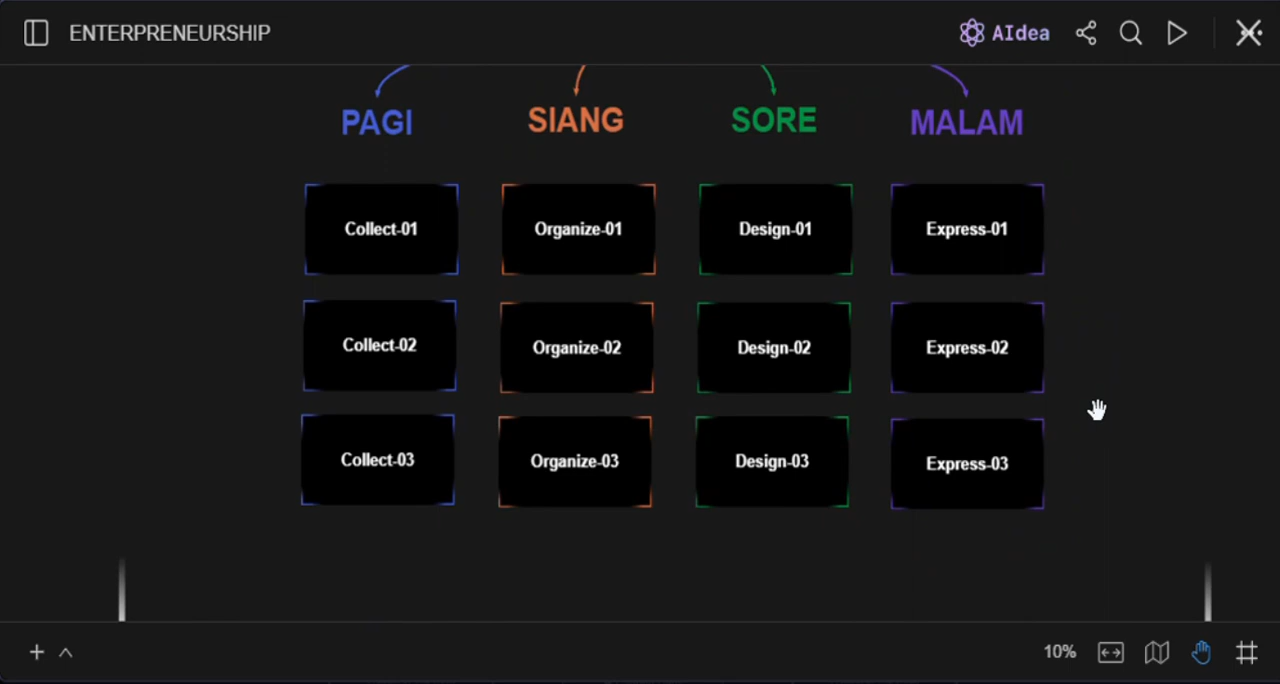 ENTERPRENEURSHIP
AIdea
PAGI
SIANG
SORE
MALAM
Collect-01
Organize-01
Design-01
Express-01
Collect-02
Organize-02
Design-02
Express-02
Collect-03
Organize-03
Design-03
Express-03
10%